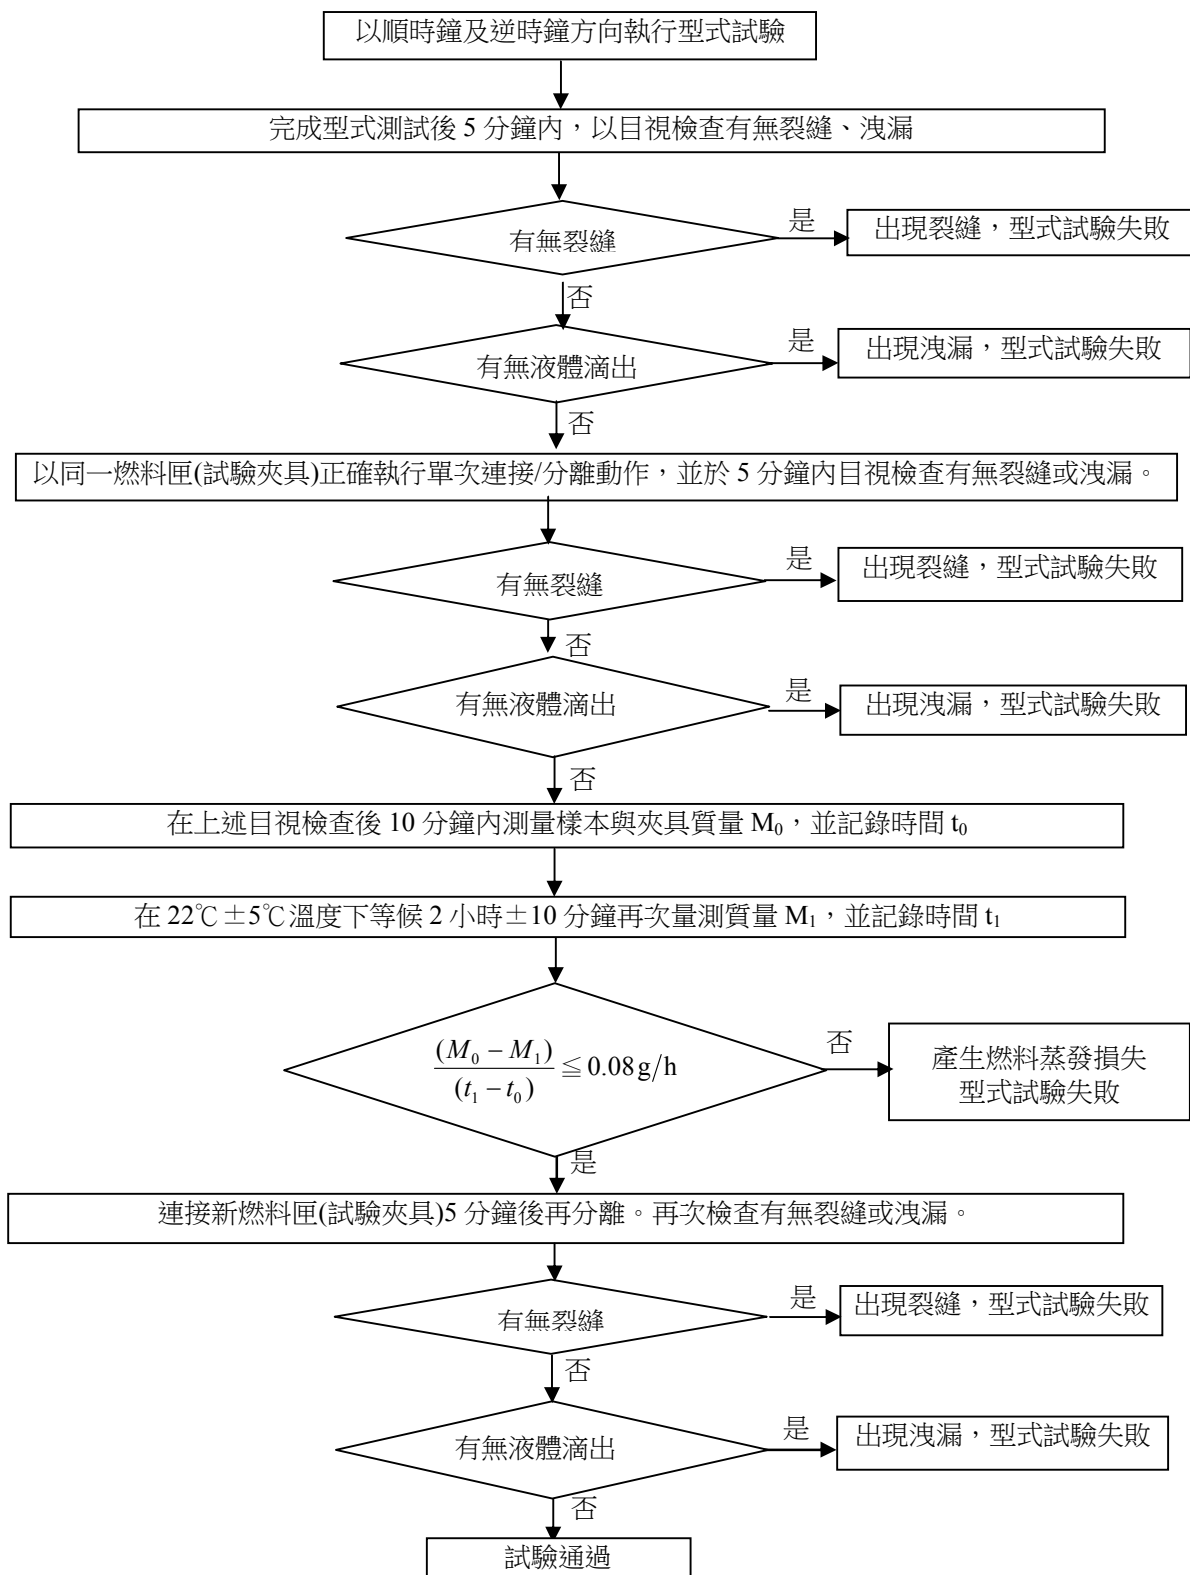 以順時鐘及逆時鐘方向執行型式試驗
完成型式測試後 5 分鐘內，以目視檢查有無裂縫、洩漏
有無裂縫
是
出現裂縫，型式試驗失敗
否
有無液體滴出
是
出現洩漏，型式試驗失敗
否
以同一燃料匣(試驗夾具)正確執行單次連接/分離動作，並於 5 分鐘內目視檢查有無裂縫或洩漏。
有無裂縫
是
出現裂縫，型式試驗失敗
否
有無液體滴出
是
出現洩漏，型式試驗失敗
否
在上述目視檢查後 10 分鐘內測量樣本與夾具質量 M₀，並記錄時間 t₀
在 22℃±5℃溫度下等候 2 小時±10 分鐘再次量測質量 M₁，並記錄時間 t₁
(M₀ − M₁)/(t₁ − t₀) ≦ 0.08 g/h
否
產生燃料蒸發損失
型式試驗失敗
是
連接新燃料匣(試驗夾具)5 分鐘後再分離。再次檢查有無裂縫或洩漏。
有無裂縫
是
出現裂縫，型式試驗失敗
否
有無液體滴出
是
出現洩漏，型式試驗失敗
否
試驗通過